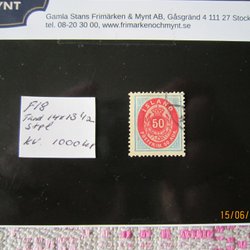 YNT
Gamla Stans Frimärken & Mynt AB, Gåsgränd 4 111 27 Stock
tel. 08-20 30 00, www.frimarkenochmynt.se
F18
Tand 14x13 1/2
Stpl
KV 1000 kr
ISLAND
50
15/06/